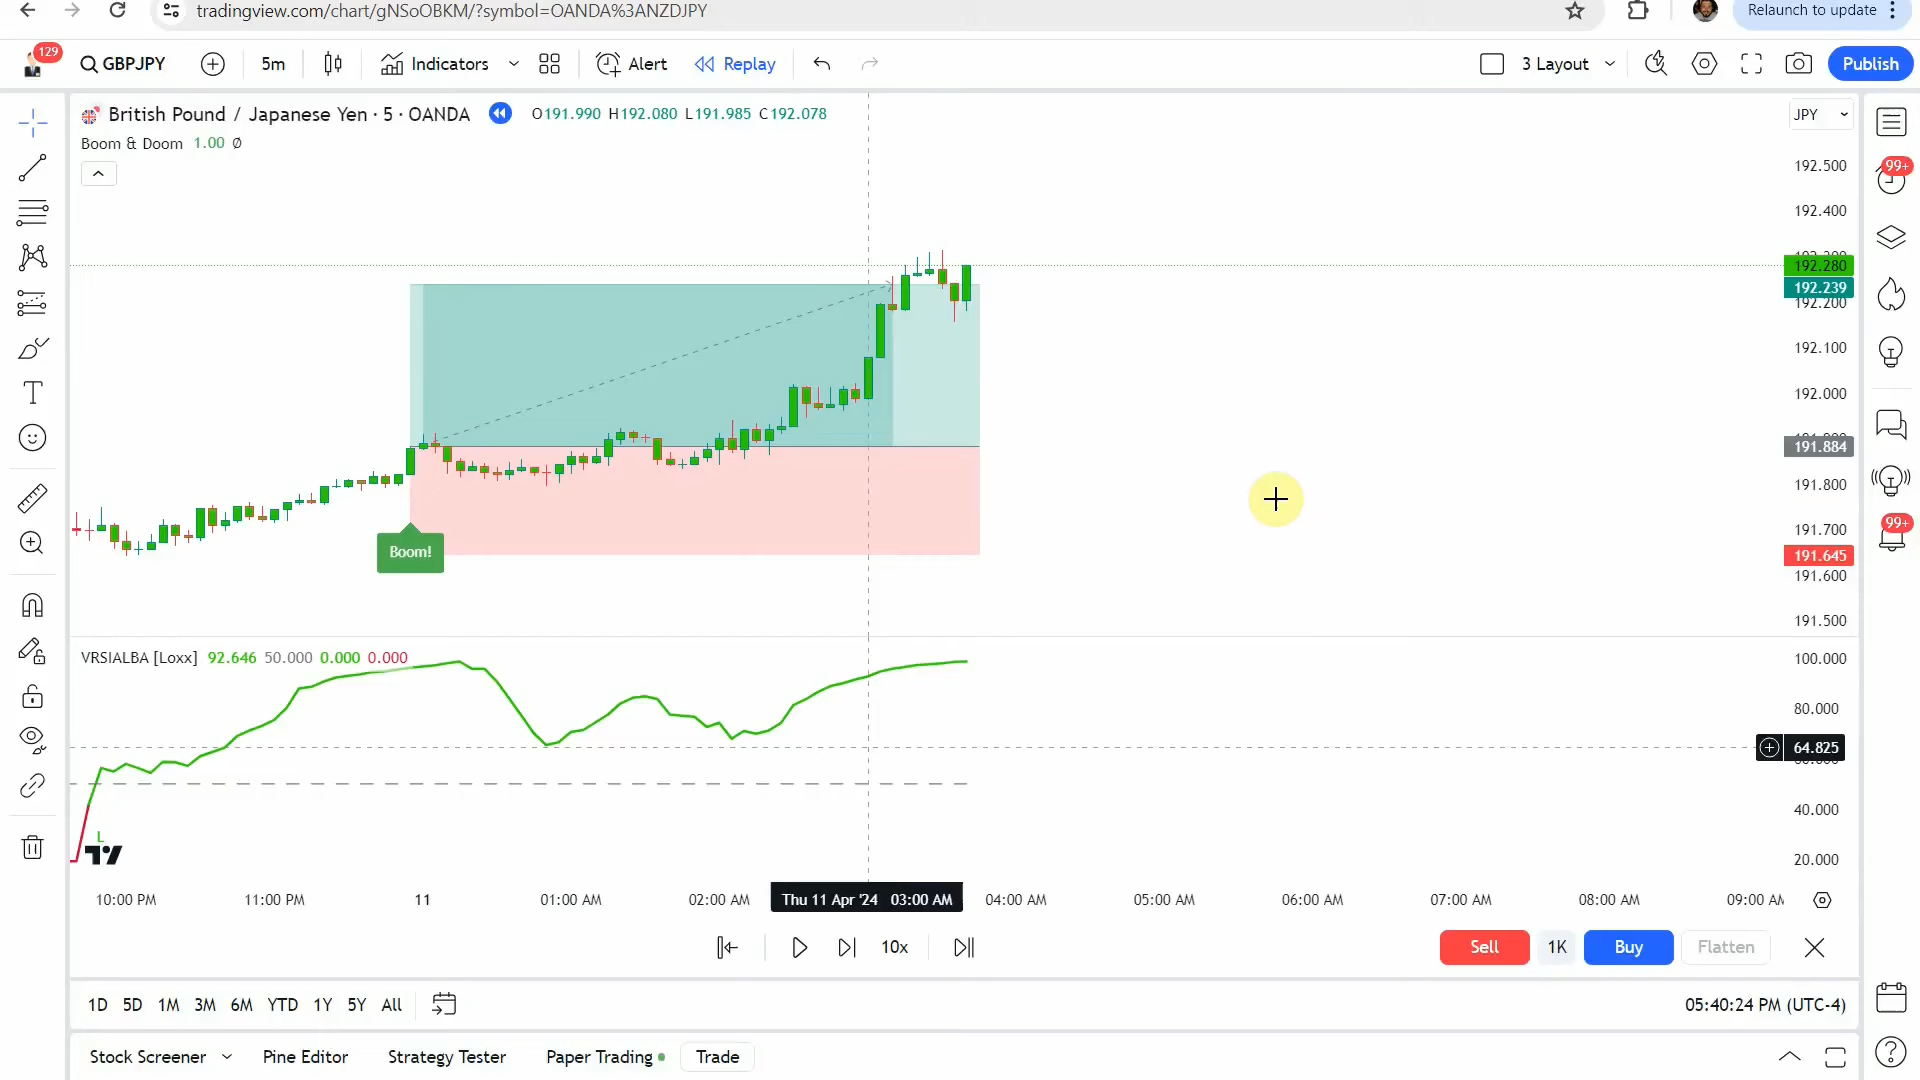 tradingview.com/chart/gNSoOBKM/?symbol=OANDA%3ANZDJPY
Relaunch to update
129
GBPJPY
5m
Indicators
Alert
Replay
3 Layout
Publish
British Pound / Japanese Yen · 5 · OANDA
O191.990 H192.080 L191.985 C192.078
JPY
Boom & Doom 1.00 Ø
192.500
99+
192.400
192.280
192.239
192.200
192.100
192.000
191.884
191.800
191.700
99+
Boom!
191.645
191.600
191.500
VRSIALBA [Loxx] 92.646 50.000 0.000 0.000
100.000
80.000
64.825
40.000
L
20.000
10:00 PM 11:00 PM 11 01:00 AM 02:00 AM Thu 11 Apr '24 03:00 AM 04:00 AM 05:00 AM 06:00 AM 07:00 AM 08:00 AM 09:00 AM
10x
Sell 1K Buy Flatten
1D 5D 1M 3M 6M YTD 1Y 5Y All
05:40:24 PM (UTC-4)
Stock Screener Pine Editor Strategy Tester Paper Trading Trade